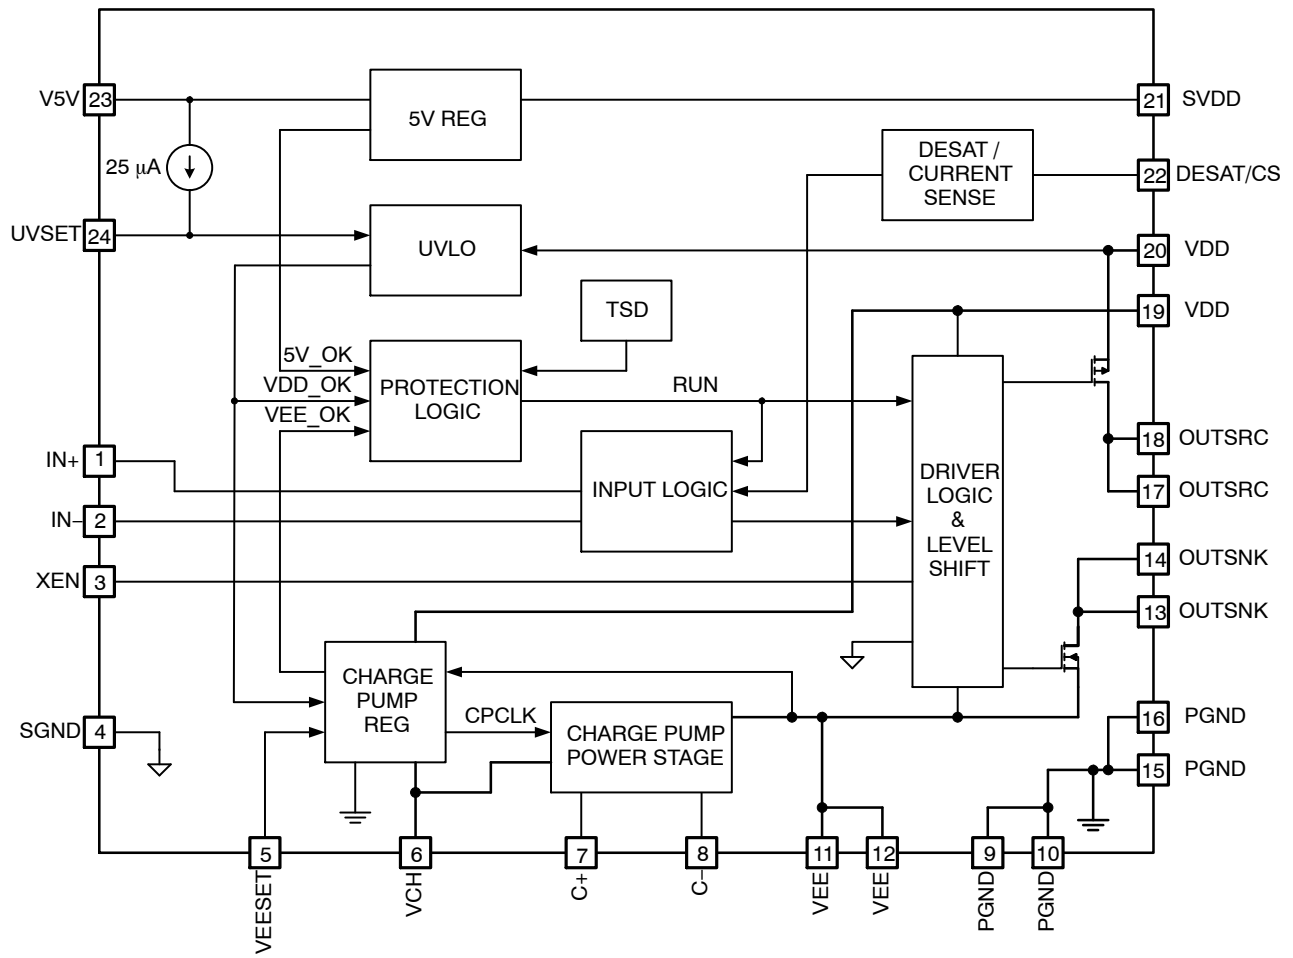 V5V
23
5V REG
21
SVDD
25 μA
DESAT /
CURRENT
SENSE
22
DESAT/CS
UVSET
24
UVLO
20
VDD
TSD
19
VDD
5V_OK
VDD_OK
VEE_OK
PROTECTION
LOGIC
RUN
18
OUTSRC
IN+
1
INPUT LOGIC
DRIVER
LOGIC
&
LEVEL
SHIFT
17
OUTSRC
IN−
2
14
OUTSNK
XEN
3
13
OUTSNK
CHARGE
PUMP
REG
CPCLK
CHARGE PUMP
POWER STAGE
16
PGND
SGND
4
15
PGND
5
6
7
8
11
12
9
10
VEESET
VCH
C+
C−
VEE
VEE
PGND
PGND